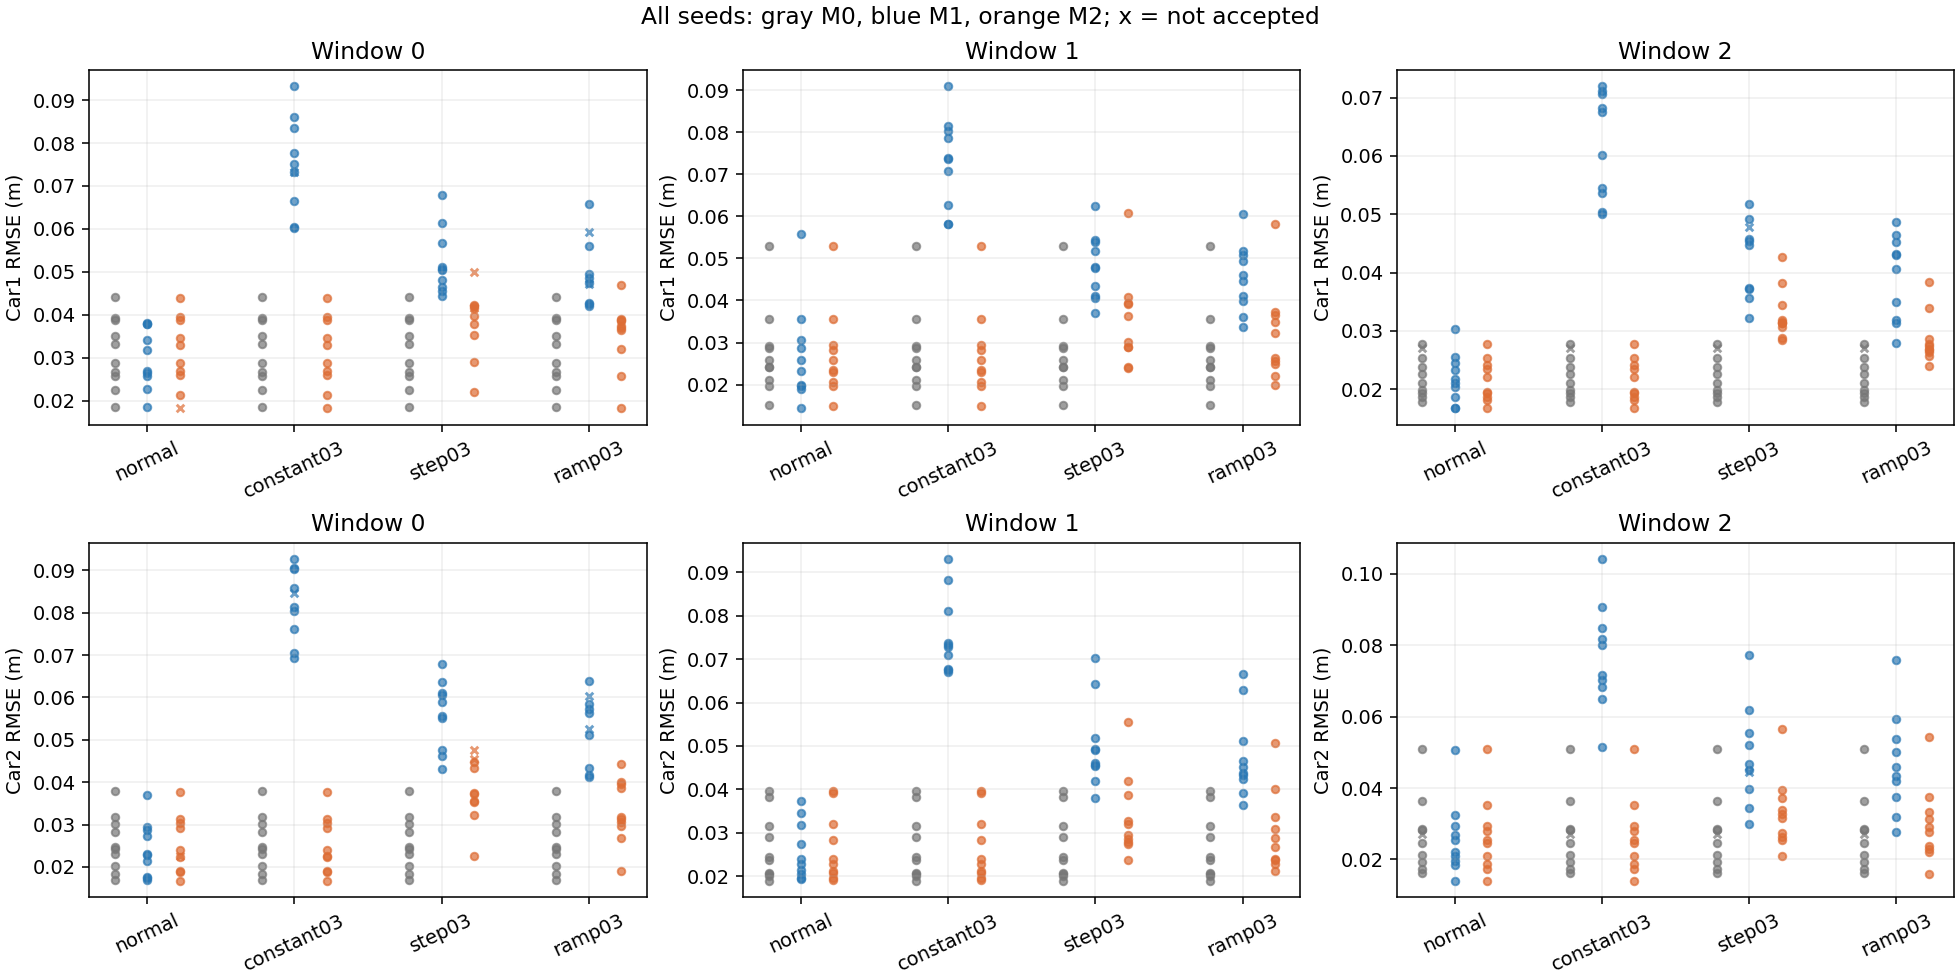 All seeds: gray M0, blue M1, orange M2; x = not accepted
Window 0
Window 1
Window 2
Car1 RMSE (m)
0.09
0.08
0.07
0.06
0.05
0.04
0.03
0.02
normal
constant03
step03
ramp03
Car1 RMSE (m)
0.09
0.08
0.07
0.06
0.05
0.04
0.03
0.02
normal
constant03
step03
ramp03
Car1 RMSE (m)
0.07
0.06
0.05
0.04
0.03
0.02
normal
constant03
step03
ramp03
Window 0
Window 1
Window 2
Car2 RMSE (m)
0.09
0.08
0.07
0.06
0.05
0.04
0.03
0.02
normal
constant03
step03
ramp03
Car2 RMSE (m)
0.09
0.08
0.07
0.06
0.05
0.04
0.03
0.02
normal
constant03
step03
ramp03
Car2 RMSE (m)
0.10
0.08
0.06
0.04
0.02
normal
constant03
step03
ramp03